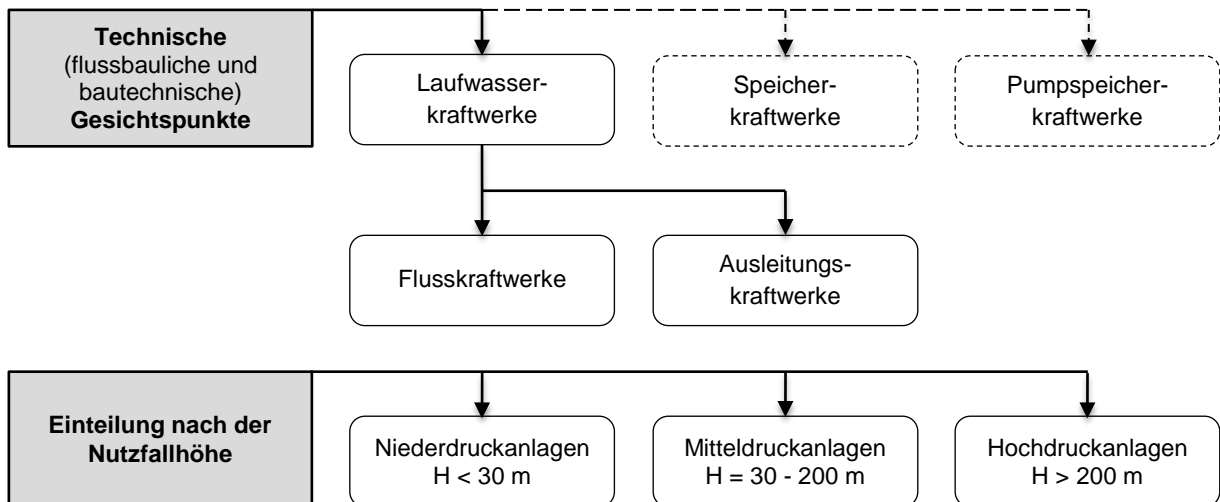 Technische
(flussbauliche und
bautechnische)
Gesichtspunkte
Laufwasser-
kraftwerke
Speicher-
kraftwerke
Pumpspeicher-
kraftwerke
Flusskraftwerke
Ausleitungs-
kraftwerke
Einteilung nach der
Nutzfallhöhe
Niederdruckanlagen
H < 30 m
Mitteldruckanlagen
H = 30 - 200 m
Hochdruckanlagen
H > 200 m